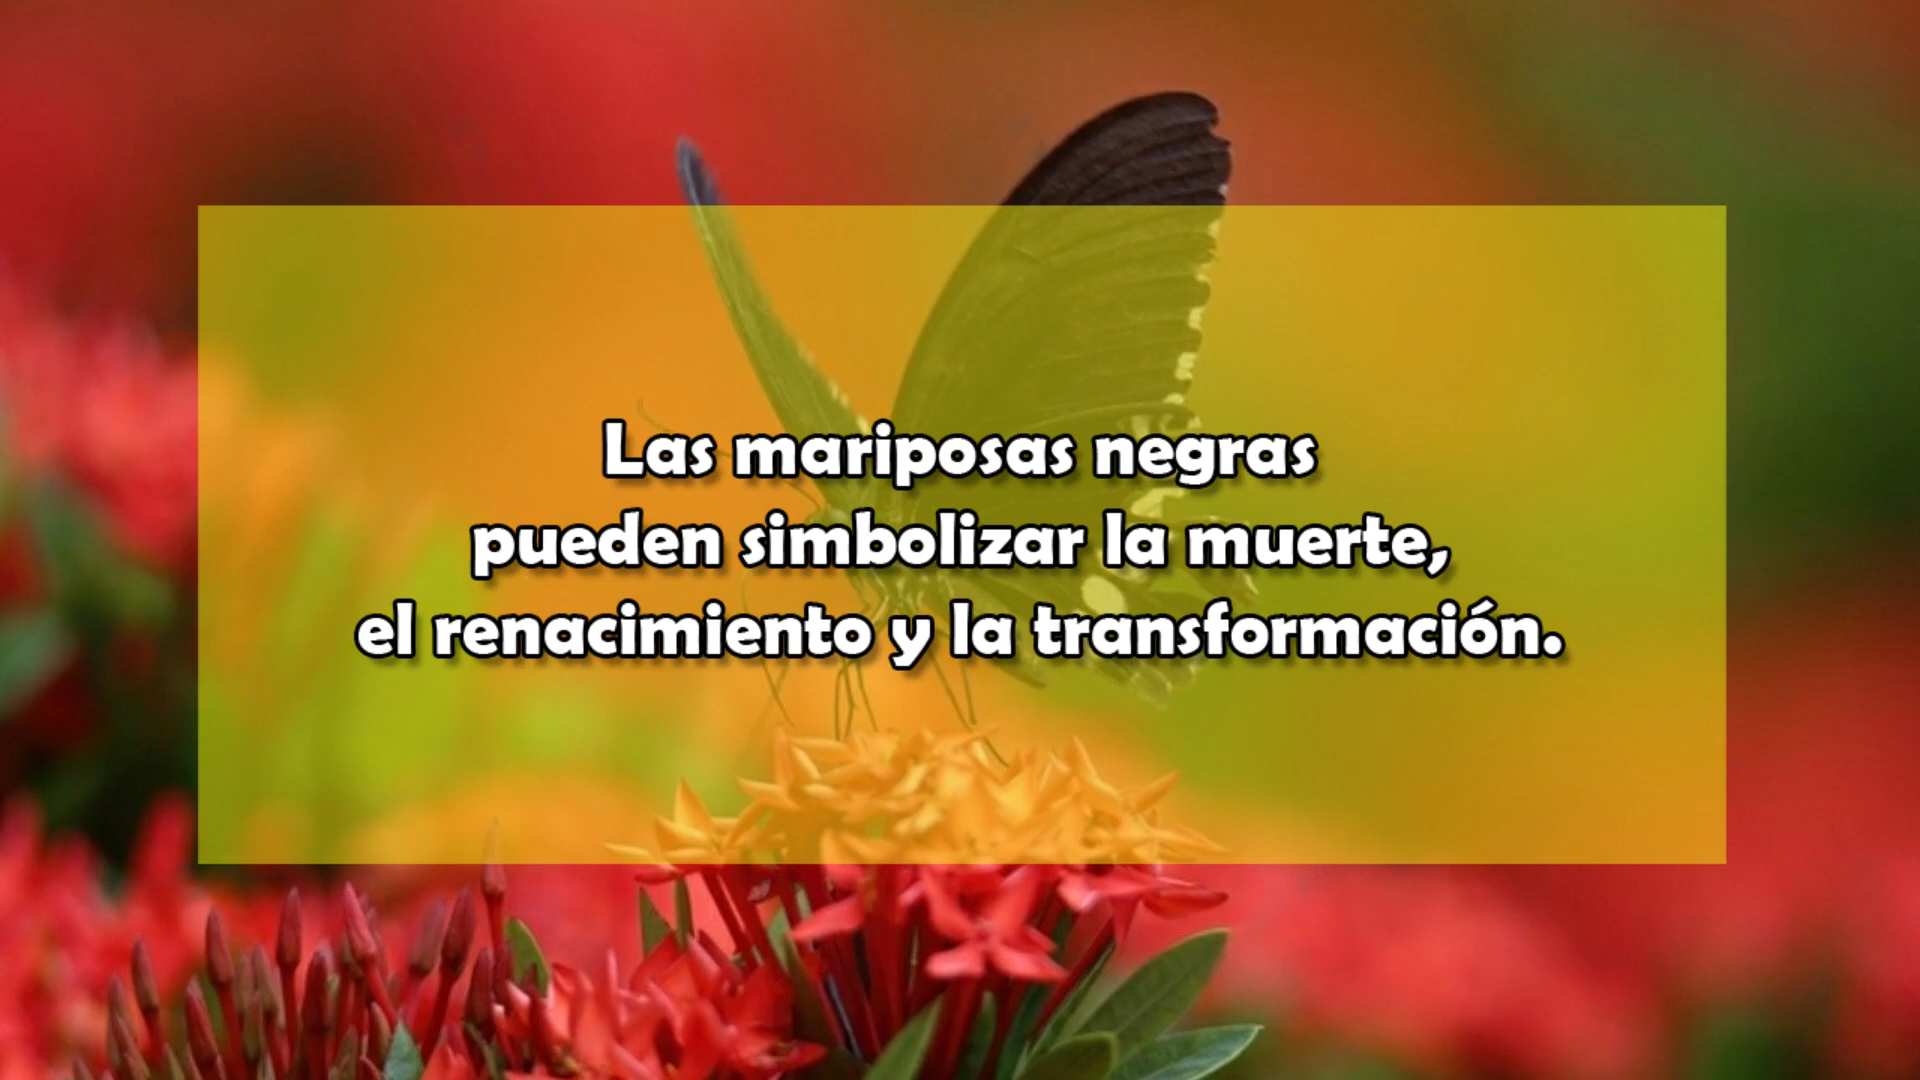 Las mariposas negras
pueden simbolizar la muerte,
el renacimiento y la transformación.